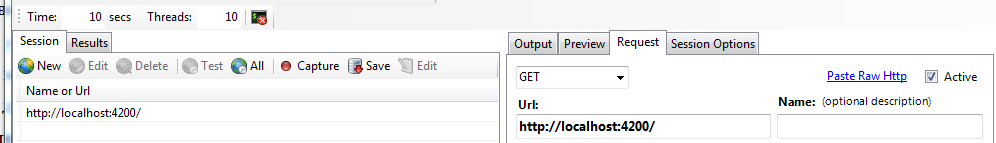 Time: 10 secs Threads: 10
Session Results
New Edit Delete Test All Capture Save Edit
Name or Url
http://localhost:4200/
Output Preview Request Session Options
GET Paste Raw Http Active
Url: Name: (optional description)
http://localhost:4200/